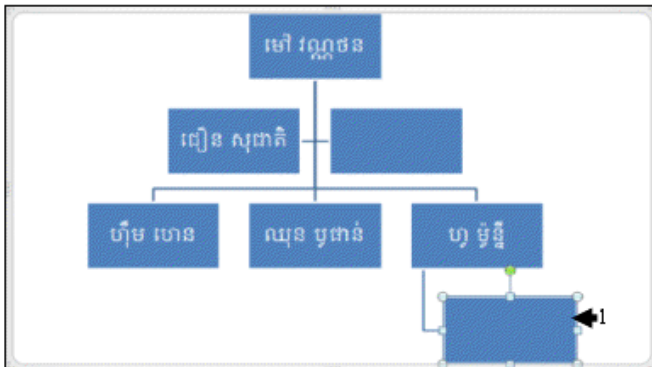 មៅ វណ្ណថន
ជឿន សុជាតិ
ហ៊ឹម ហេន
ឈុន បូផាន់
ហូ ម៉ូន្នី
1